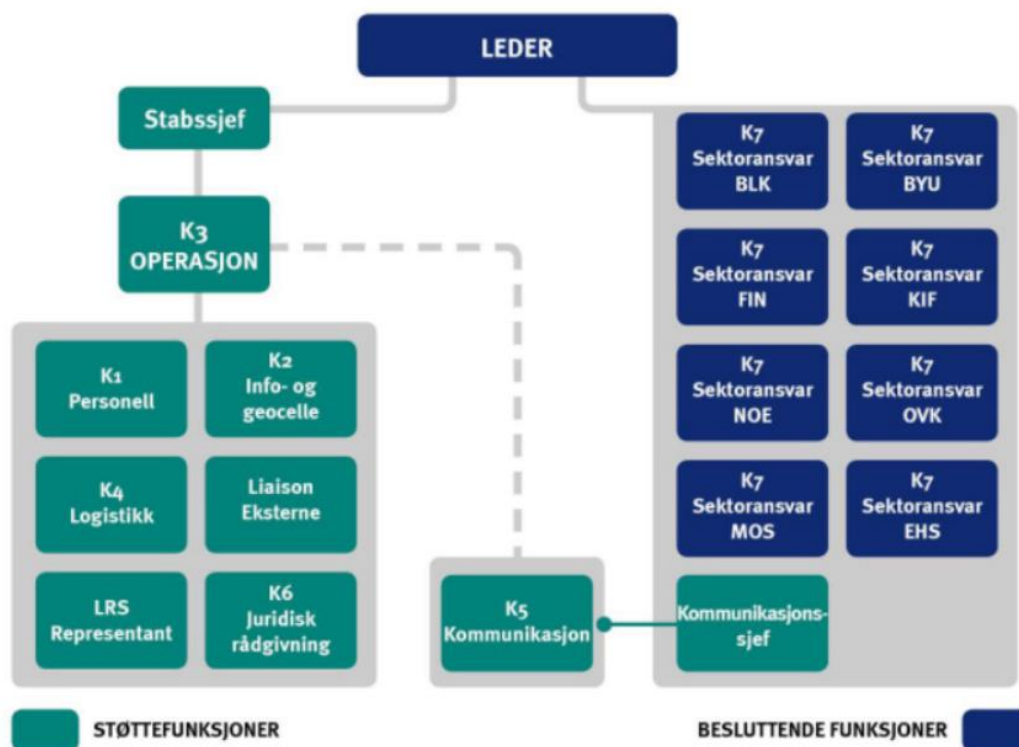 LEDER
Stabssjef
K3
OPERASJON
K1
Personell
K2
Info- og
geocelle
K4
Logistikk
Liaison
Eksterne
LRS
Representant
K6
Juridisk
rådgivning
K5
Kommunikasjon
K7
Sektoransvar
BLK
K7
Sektoransvar
BYU
K7
Sektoransvar
FIN
K7
Sektoransvar
KIF
K7
Sektoransvar
NOE
K7
Sektoransvar
OVK
K7
Sektoransvar
MOS
K7
Sektoransvar
EHS
Kommunikasjons-
sjef
STØTTEFUNKSJONER
BESLUTTENDE FUNKSJONER